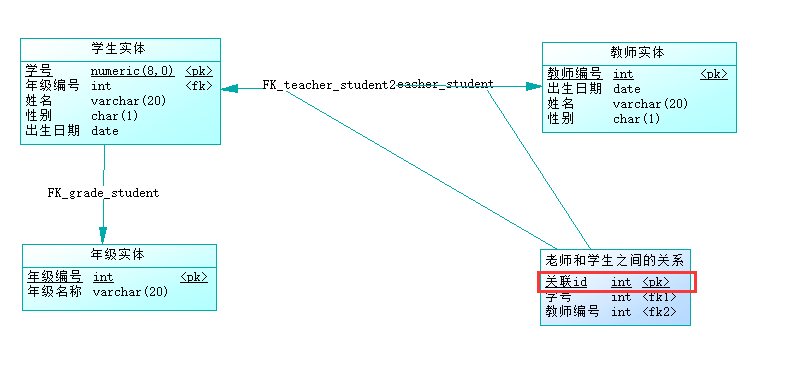 学生实体
学号 numeric(8,0) <pk>
年级编号 int <fk>
姓名 varchar(20)
性别 char(1)
出生日期 date
教师实体
教师编号 int <pk>
出生日期 date
姓名 varchar(20)
性别 char(1)
FK_teacher_student2
eacher_student
FK_grade_student
年级实体
年级编号 int <pk>
年级名称 varchar(20)
老师和学生之间的关系
关联id int <pk>
学号 int <fk1>
教师编号 int <fk2>